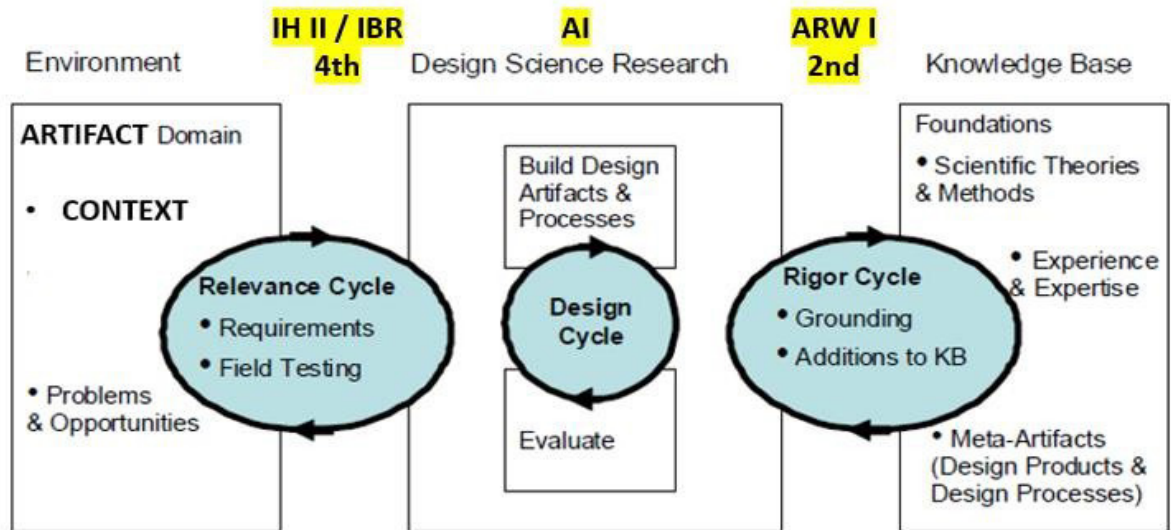 IH II / IBR
4th
AI
ARW I
2nd
Environment
Design Science Research
Knowledge Base
ARTIFACT Domain
• CONTEXT
• Problems
& Opportunities
Relevance Cycle
• Requirements
• Field Testing
Build Design
Artifacts &
Processes
Design
Cycle
Evaluate
Rigor Cycle
• Grounding
• Additions to KB
Foundations
• Scientific Theories
& Methods
• Experience
& Expertise
• Meta-Artifacts
(Design Products &
Design Processes)